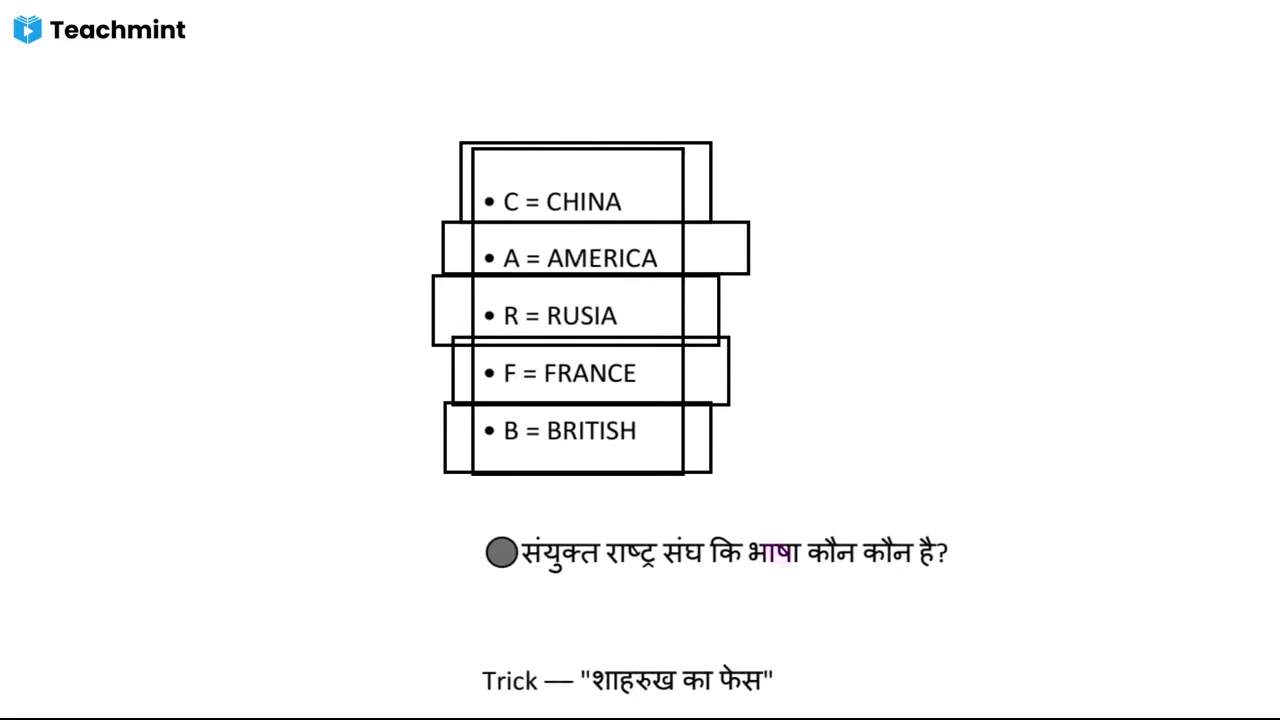 Teachmint
• C = CHINA
• A = AMERICA
• R = RUSIA
• F = FRANCE
• B = BRITISH
संयुक्त राष्ट्र संघ कि भाषा कौन कौन है?
Trick — "शाहरुख का फेस"